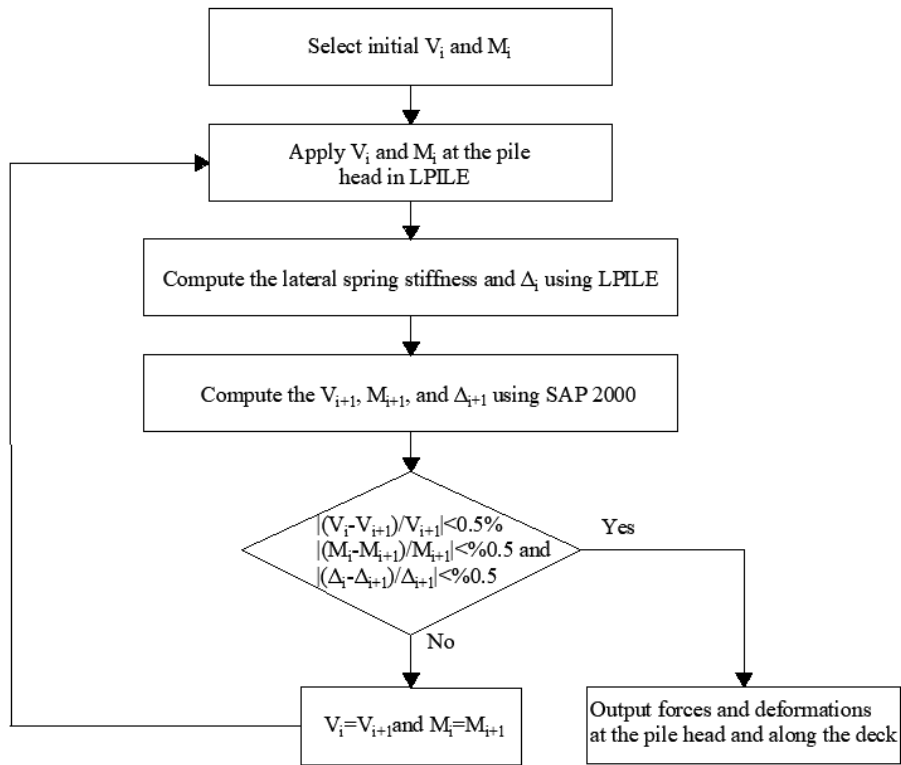 Select initial Vᵢ and Mᵢ
Apply Vᵢ and Mᵢ at the pile
head in LPILE
Compute the lateral spring stiffness and Δᵢ using LPILE
Compute the Vᵢ₊₁, Mᵢ₊₁, and Δᵢ₊₁ using SAP 2000
|(Vᵢ-Vᵢ₊₁)/Vᵢ₊₁|<0.5%
|(Mᵢ-Mᵢ₊₁)/Mᵢ₊₁|<%0.5 and
|(Δᵢ-Δᵢ₊₁)/Δᵢ₊₁|<%0.5
Yes
No
Vᵢ=Vᵢ₊₁and Mᵢ=Mᵢ₊₁
Output forces and deformations
at the pile head and along the deck